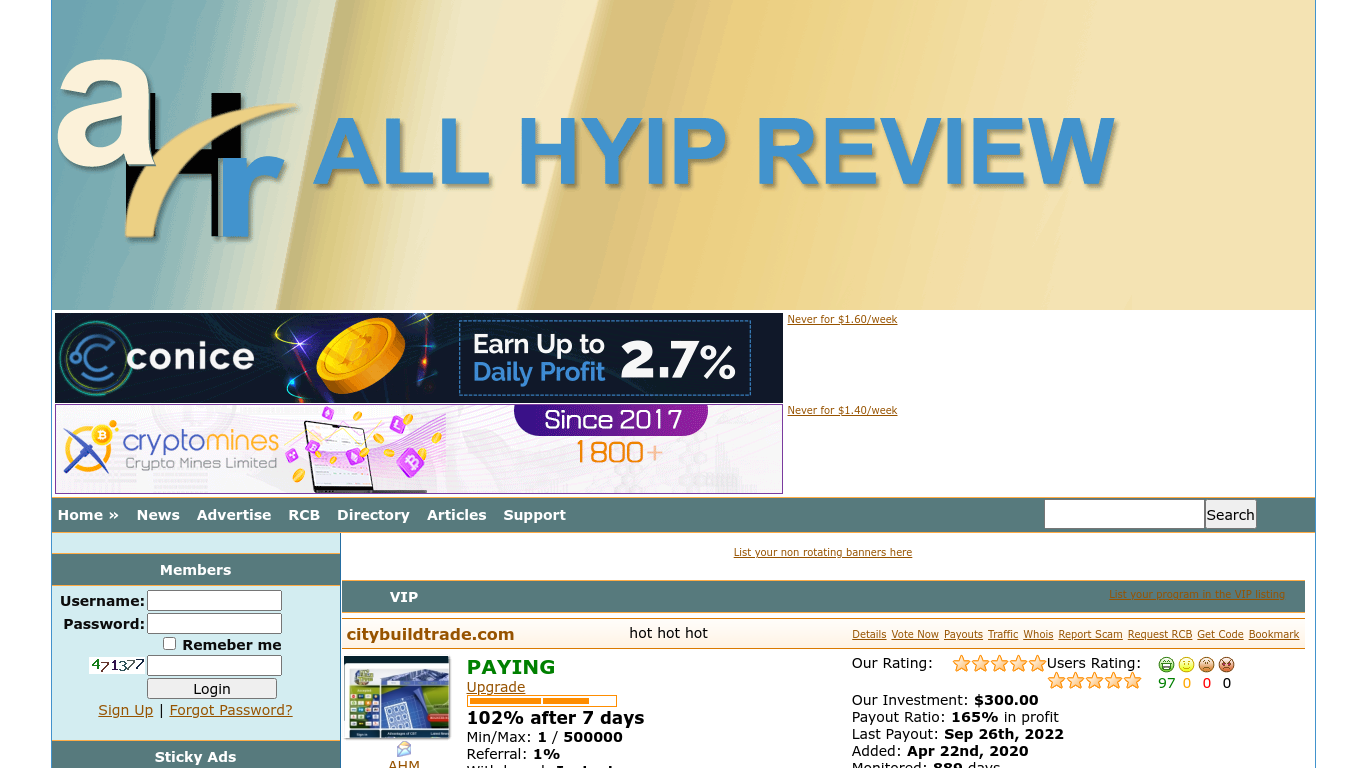 aHr ALL HYIP REVIEW
conice Earn Up to Daily Profit 2.7%
Never for $1.60/week
cryptomines Crypto Mines Limited Since 2017 1800+
Never for $1.40/week
Home » News Advertise RCB Directory Articles Support Search
List your non rotating banners here
Members
VIP List your program in the VIP listing
Username:
Password:
Remeber me
471377
Login
Sign Up | Forgot Password?
Sticky Ads
citybuildtrade.com hot hot hot Details Vote Now Payouts Traffic Whois Report Scam Request RCB Get Code Bookmark
PAYING
Upgrade
102% after 7 days
Min/Max: 1 / 500000
Referral: 1%
AHM
Our Rating: Users Rating:
97 0 0 0
Our Investment: $300.00
Payout Ratio: 165% in profit
Last Payout: Sep 26th, 2022
Added: Apr 22nd, 2020
Monitored: 889 days